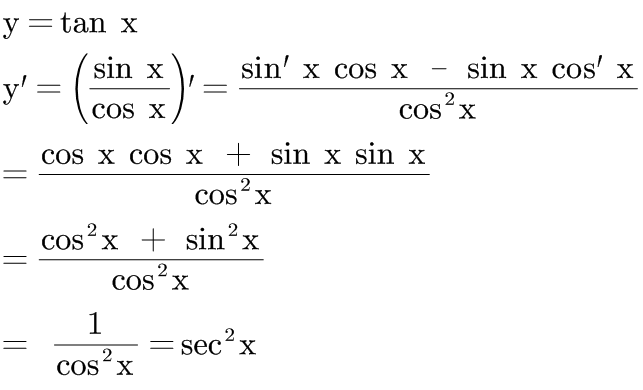 y = tan x
y′ = (sin x / cos x)′ = (sin′ x cos x - sin x cos′ x) / cos²x
= (cos x cos x + sin x sin x) / cos²x
= (cos²x + sin²x) / cos²x
= 1 / cos²x = sec²x